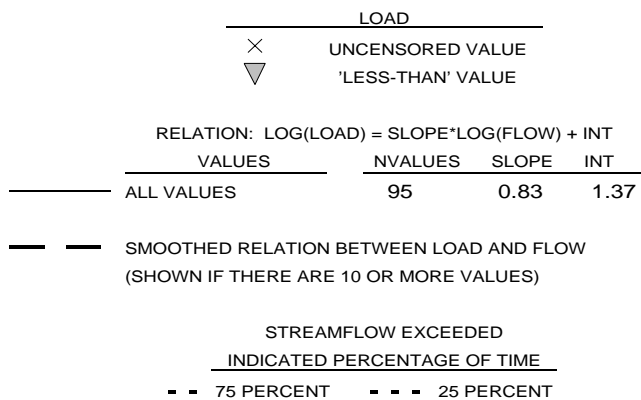 LOAD
UNCENSORED VALUE
'LESS-THAN' VALUE
RELATION: LOG(LOAD) = SLOPE*LOG(FLOW) + INT
VALUES NVALUES SLOPE INT
ALL VALUES 95 0.83 1.37
SMOOTHED RELATION BETWEEN LOAD AND FLOW
(SHOWN IF THERE ARE 10 OR MORE VALUES)
STREAMFLOW EXCEEDED
INDICATED PERCENTAGE OF TIME
75 PERCENT 25 PERCENT